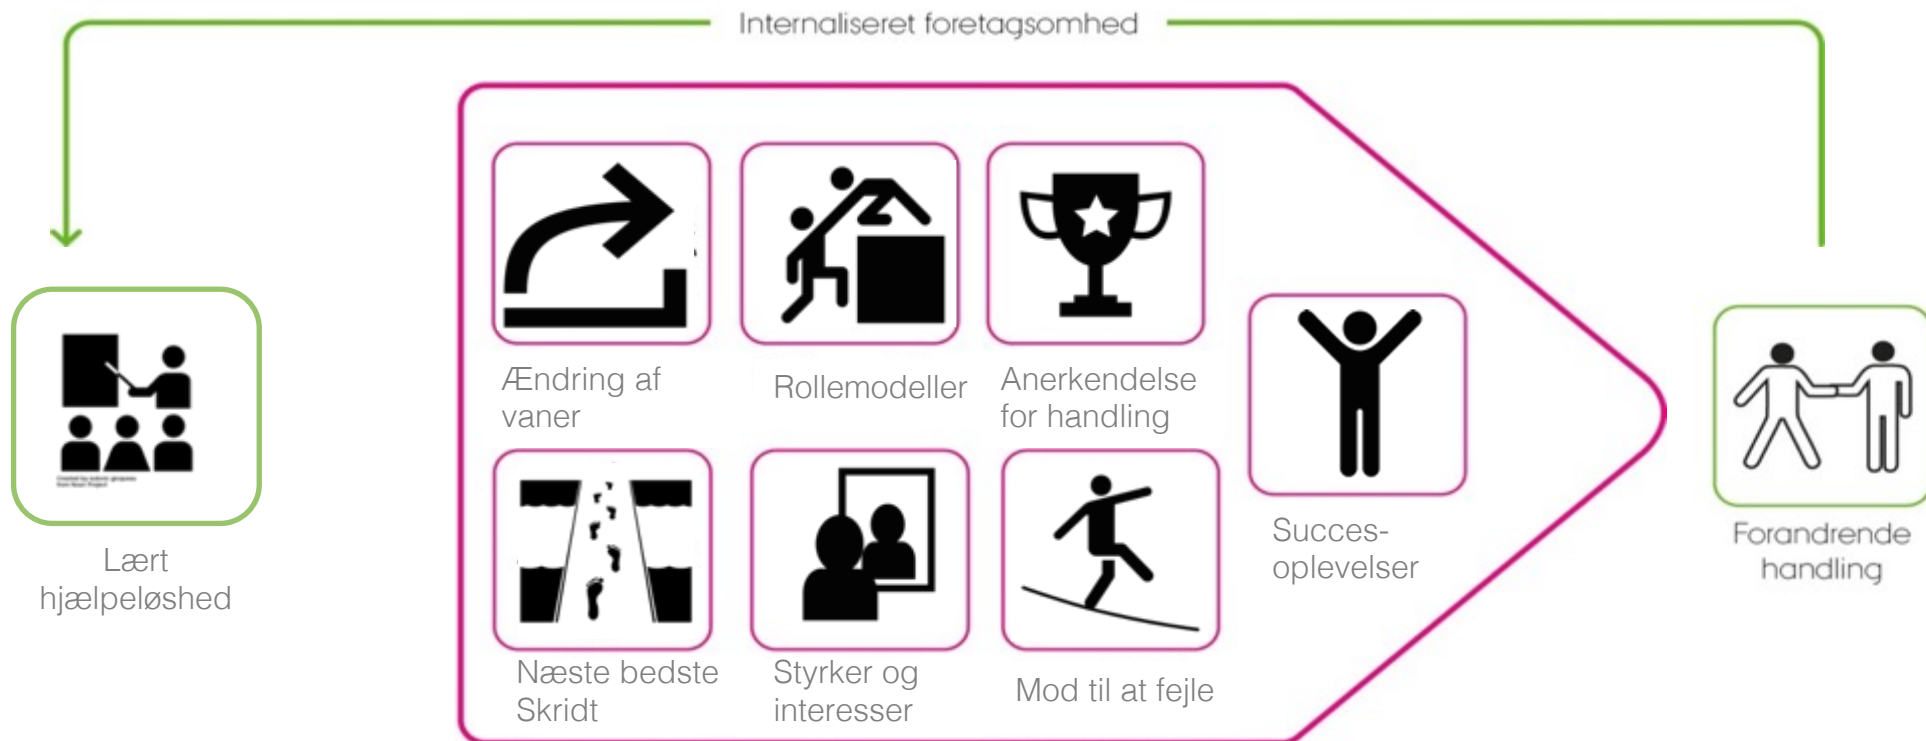 Internaliseret foretagsomhed
Lært
hjælpeløshed
Ændring af
vaner
Rollemodeller
Anerkendelse
for handling
Næste bedste
Skridt
Styrker og
interesser
Mod til at fejle
Succes-
oplevelser
Forandrende
handling